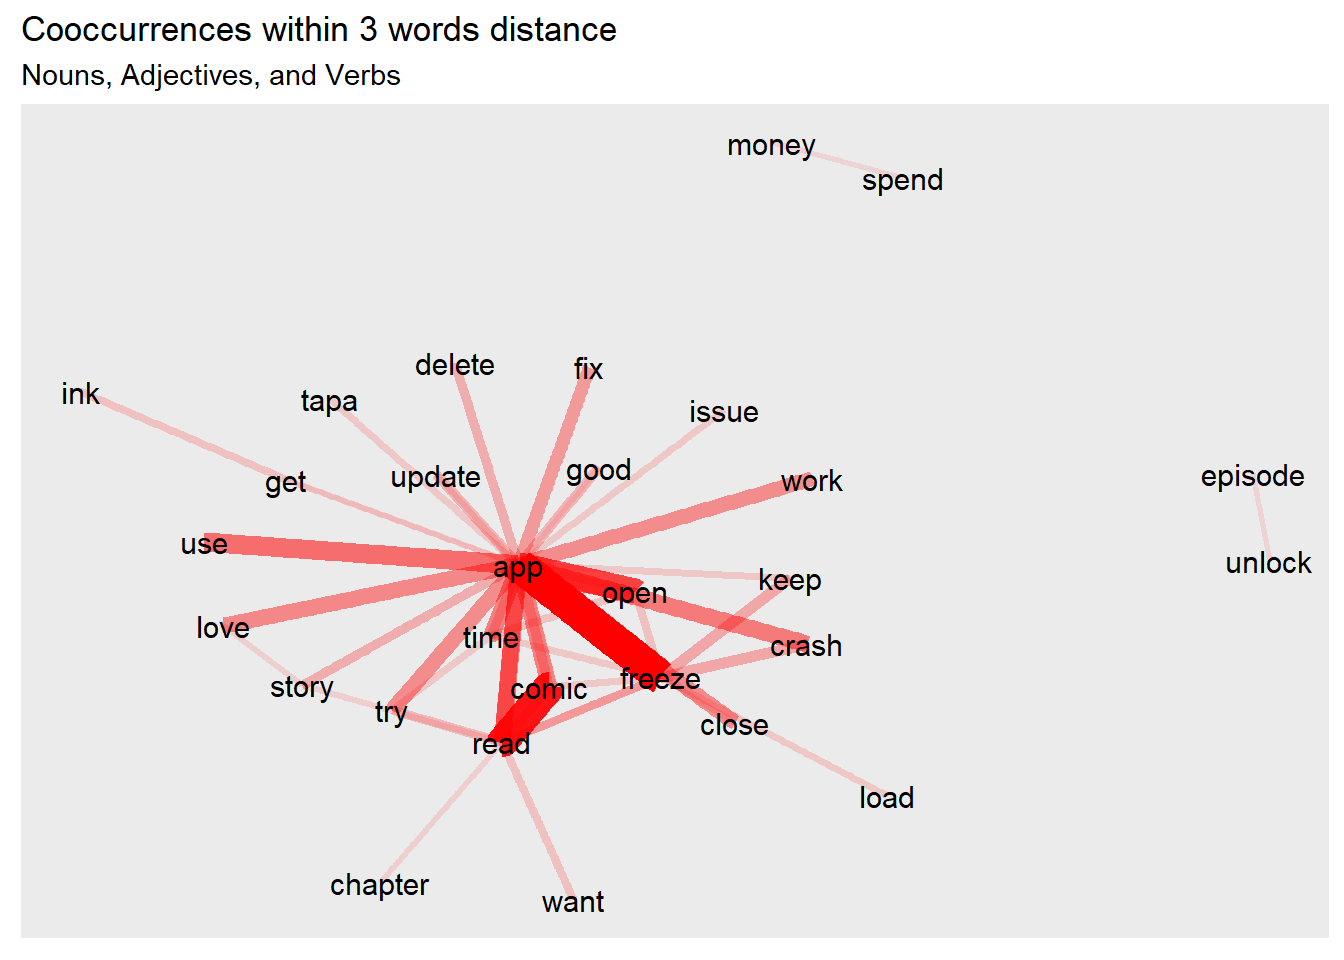 Cooccurrences within 3 words distance
Nouns, Adjectives, and Verbs
money
spend
delete
fix
ink
tapa
issue
update
good
work
get
episode
use
app
unlock
open
keep
love
time
crash
story
comic
freeze
try
close
read
load
chapter
want